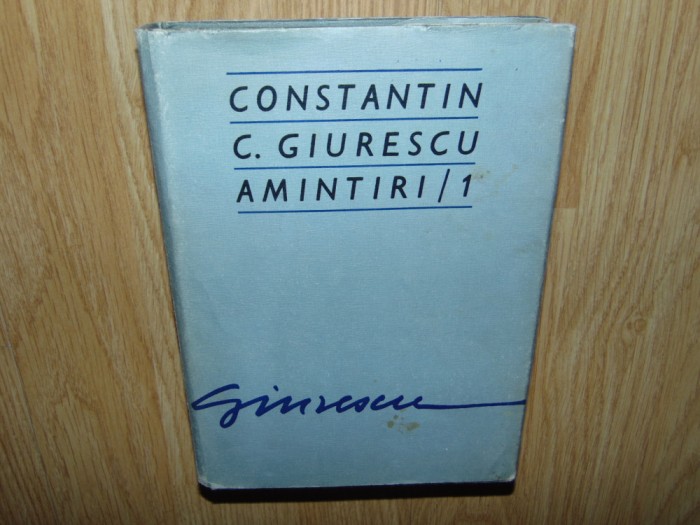 CONSTANTIN
C. GIURESCU
AMINTIRI/1
Giurescu